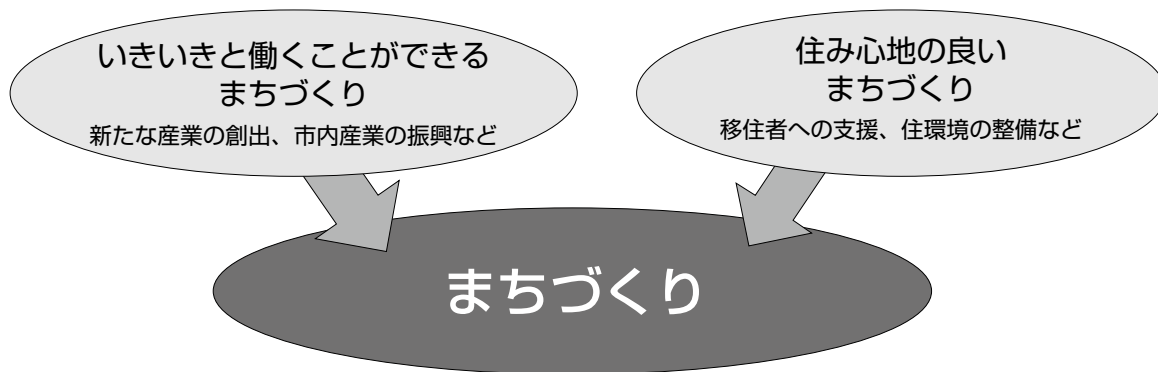 いきいきと働くことができる
まちづくり
新たな産業の創出、市内産業の振興など
住み心地の良い
まちづくり
移住者への支援、住環境の整備など
まちづくり